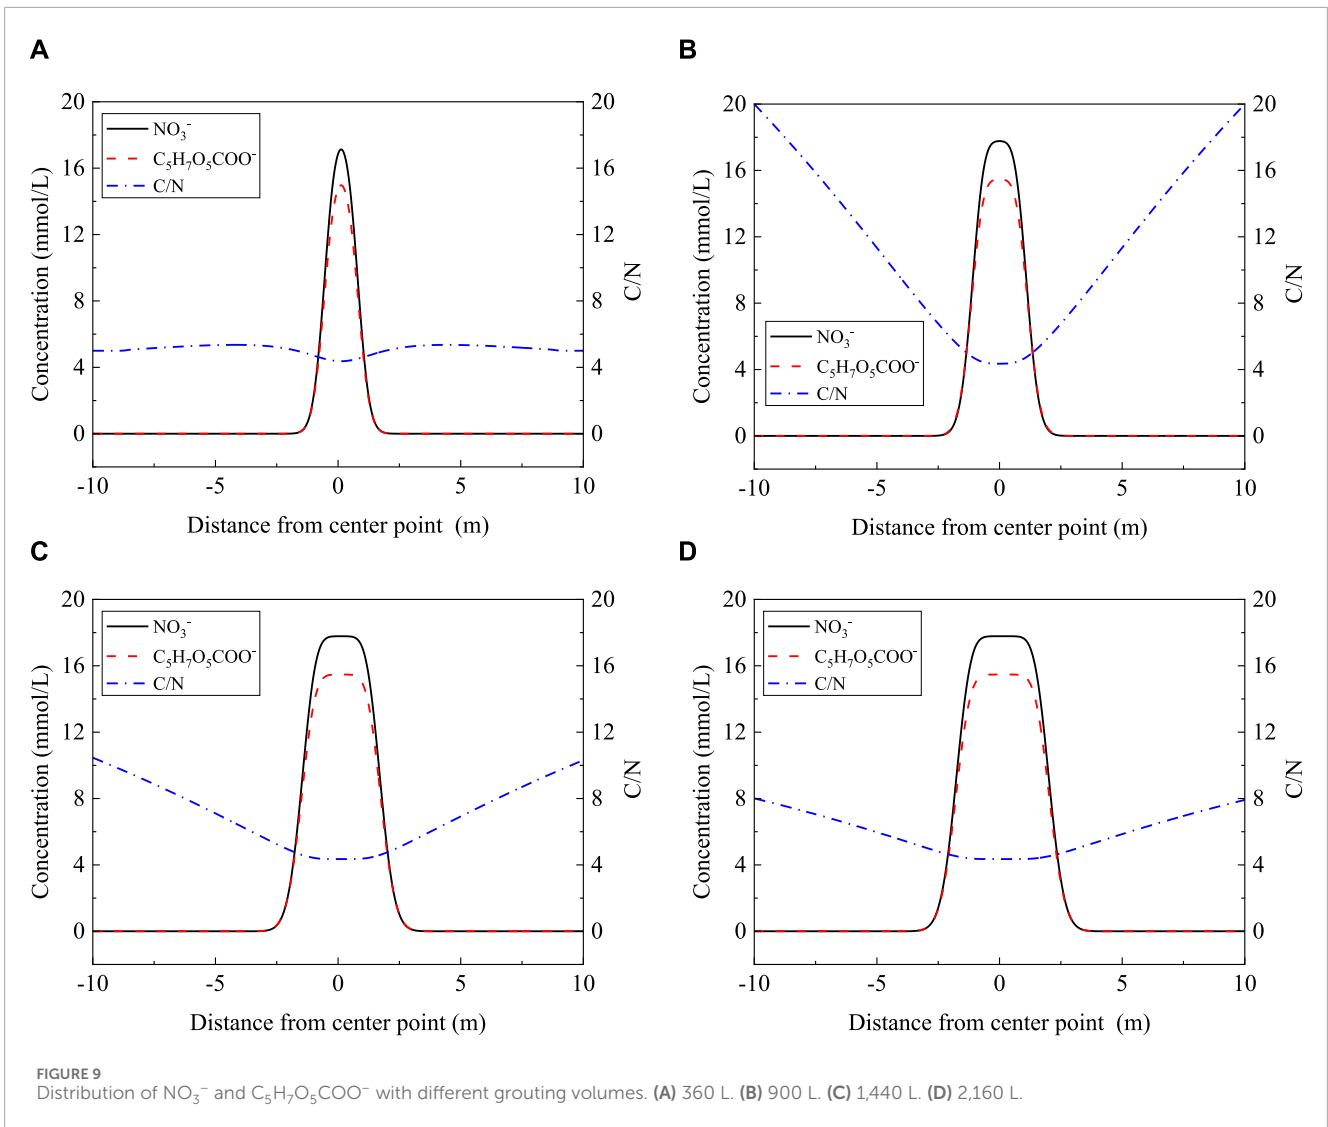 A
20
16
12
8
4
0
20
16
12
8
4
0
Concentration (mmol/L)
C/N
NO₃⁻
C₅H₇O₅COO⁻
C/N
-10
-5
0
5
10
Distance from center point (m)
B
20
16
12
8
4
0
20
16
12
8
4
0
Concentration (mmol/L)
C/N
NO₃⁻
C₅H₇O₅COO⁻
C/N
-10
-5
0
5
10
Distance from center point (m)
C
20
16
12
8
4
0
20
16
12
8
4
0
Concentration (mmol/L)
C/N
NO₃⁻
C₅H₇O₅COO⁻
C/N
-10
-5
0
5
10
Distance from center point (m)
D
20
16
12
8
4
0
20
16
12
8
4
0
Concentration (mmol/L)
C/N
NO₃⁻
C₅H₇O₅COO⁻
C/N
-10
-5
0
5
10
Distance from center point (m)
FIGURE 9
Distribution of NO₃⁻ and C₅H₇O₅COO⁻ with different grouting volumes. (A) 360 L. (B) 900 L. (C) 1,440 L. (D) 2,160 L.